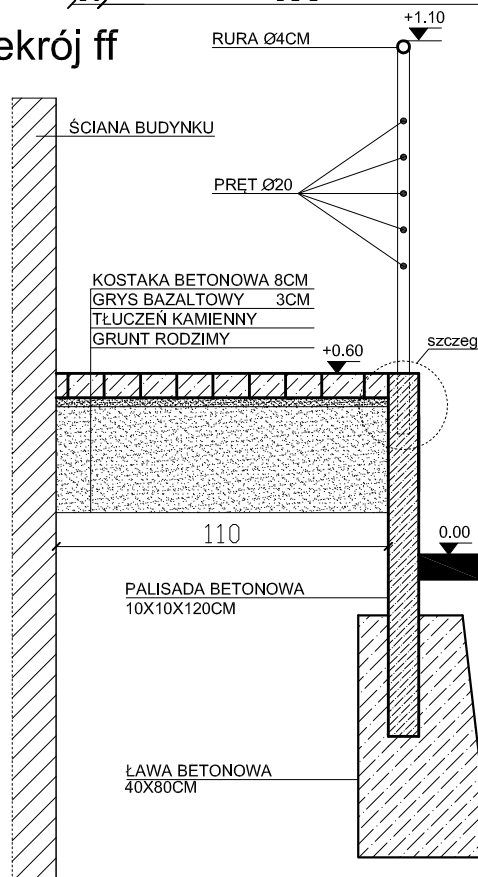 +1.10
ekrój ff
RURA Ø4CM
ŚCIANA BUDYNKU
PRĘT Ø20
KOSTAKA BETONOWA 8CM
GRYS BAZALTOWY 3CM
TŁUCZEŃ KAMIENNY
GRUNT RODZIMY
+0.60
szczeg
110
0.00
PALISADA BETONOWA
10X10X120CM
ŁAWA BETONOWA
40X80CM